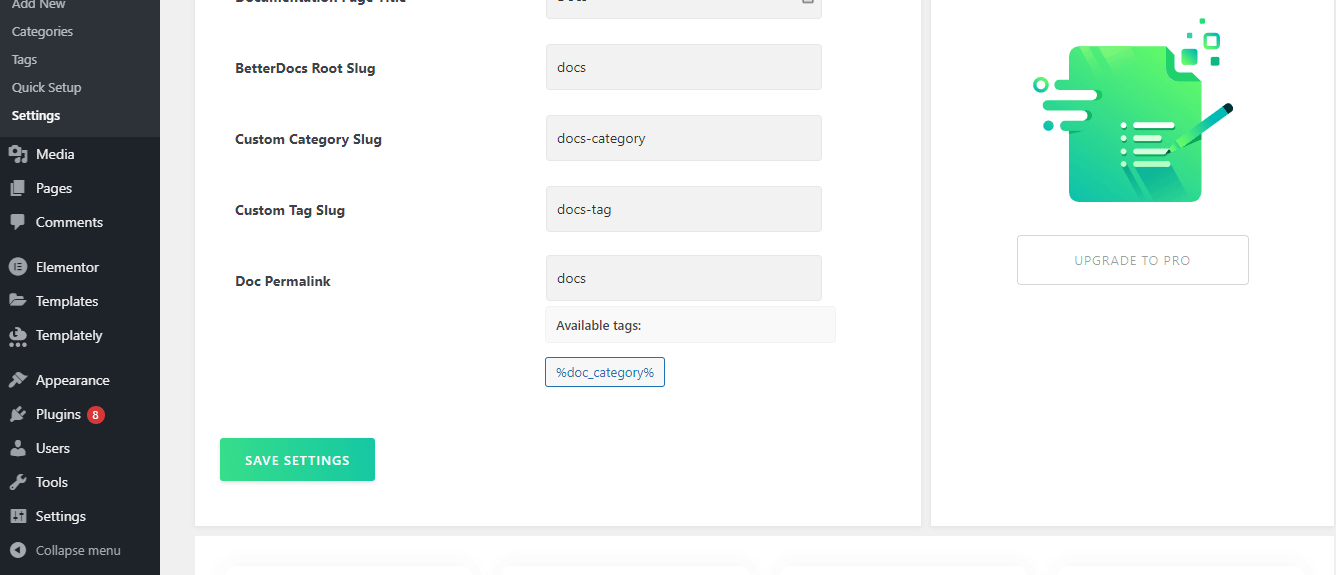 Add New
Categories
Tags
Quick Setup
Settings
Media
Pages
Comments
Elementor
Templates
Templately
Appearance
Plugins 8
Users
Tools
Settings
Collapse menu
Documentation Page Title
Docs
BetterDocs Root Slug
docs
Custom Category Slug
docs-category
Custom Tag Slug
docs-tag
Doc Permalink
docs
Available tags:
%doc_category%
SAVE SETTINGS
UPGRADE TO PRO